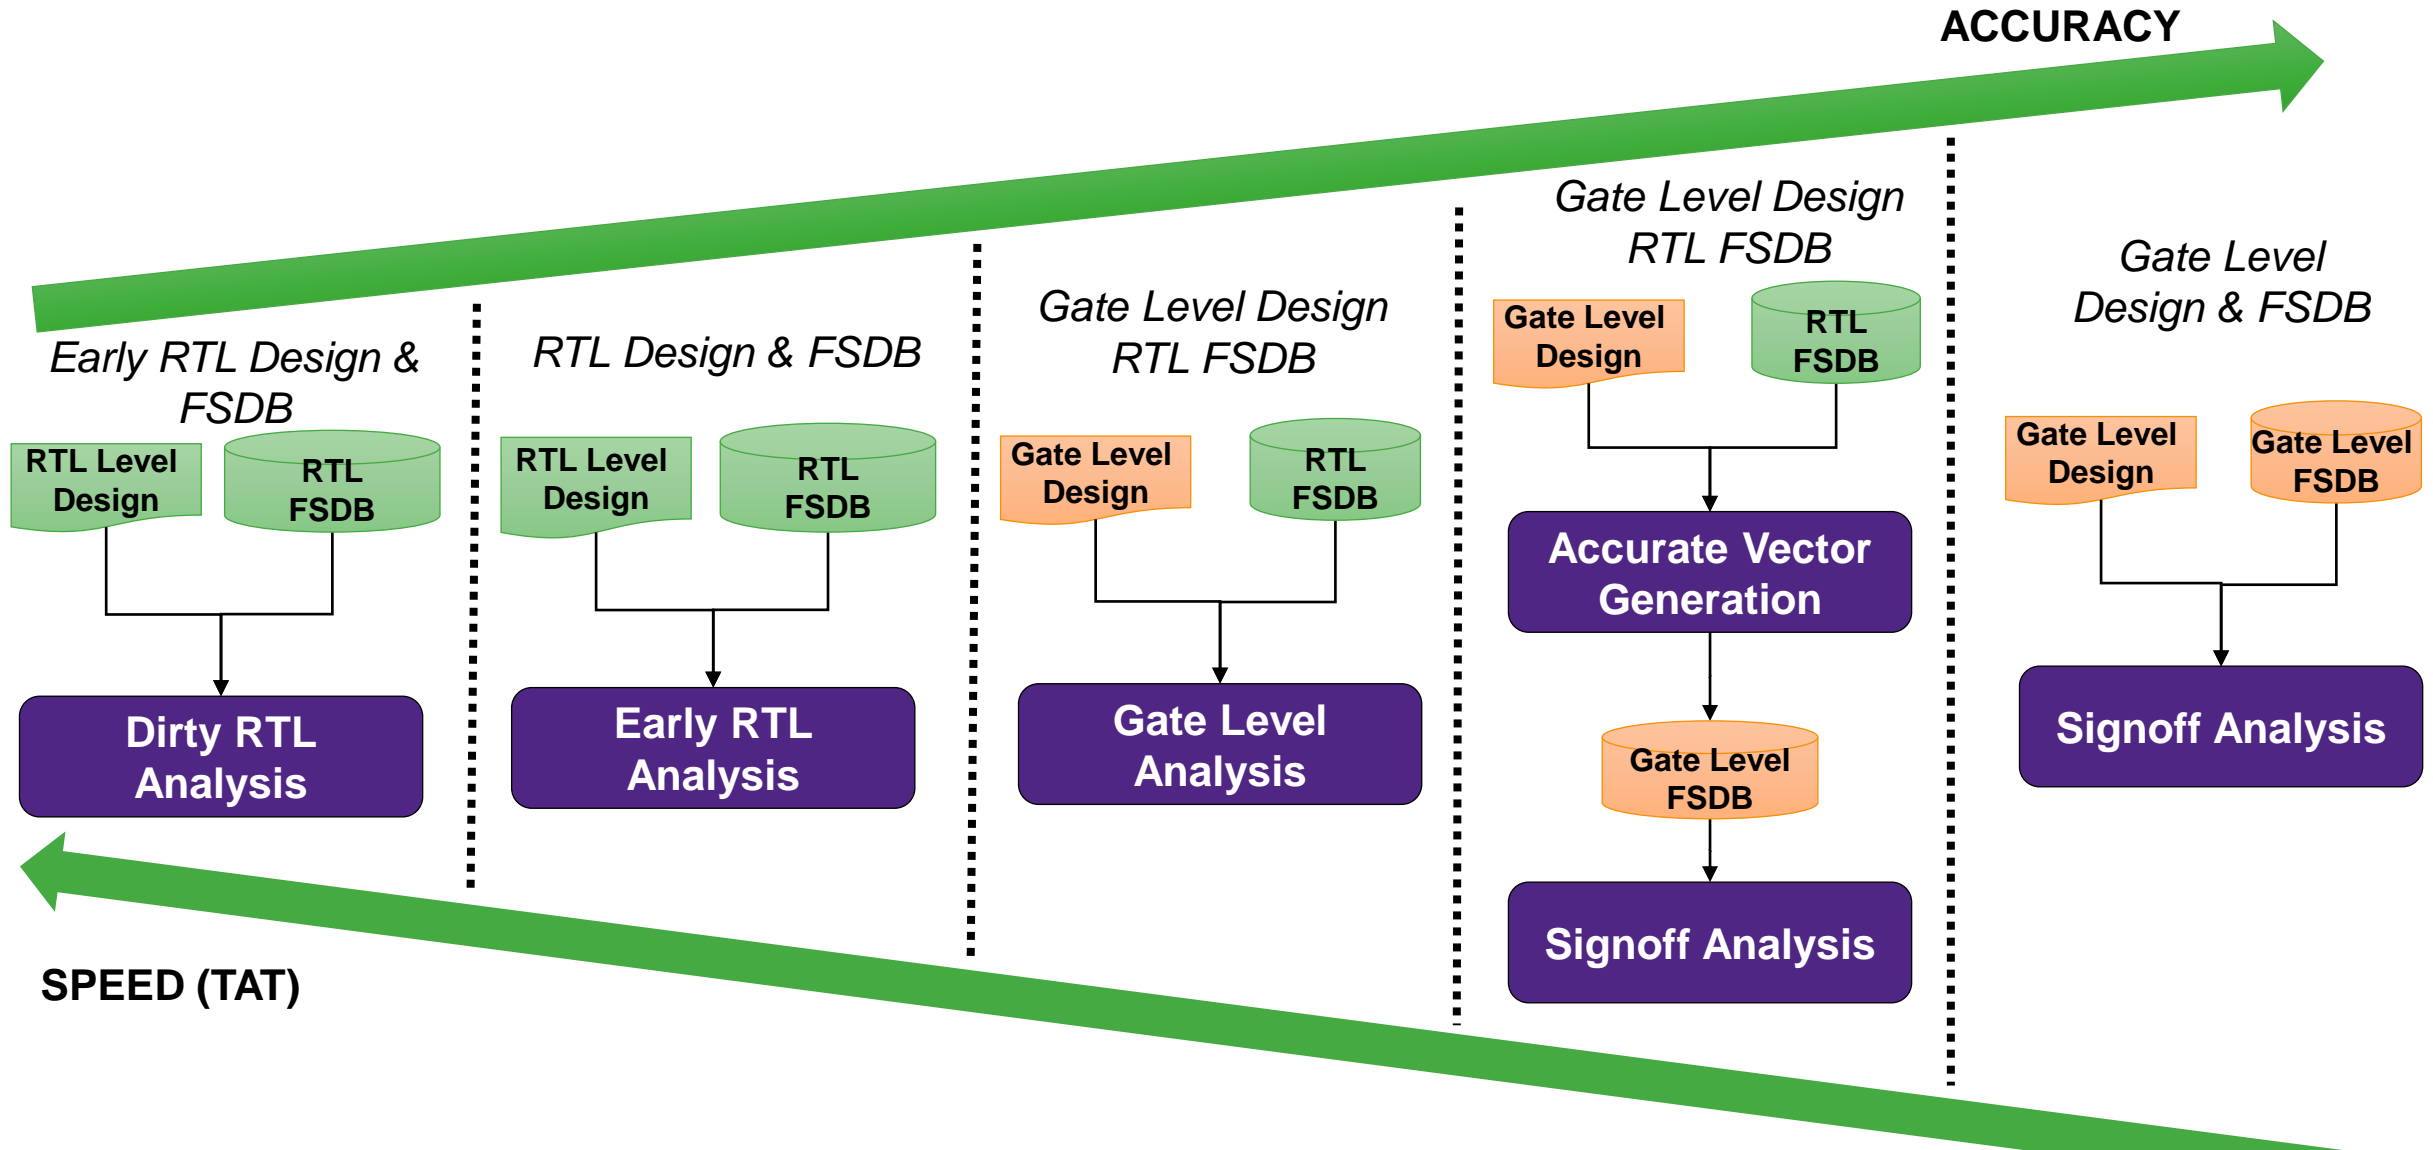 ACCURACY
Early RTL Design &
FSDB
RTL Level
Design
RTL
FSDB
Dirty RTL
Analysis
RTL Design & FSDB
RTL Level
Design
RTL
FSDB
Early RTL
Analysis
Gate Level Design
RTL FSDB
Gate Level
Design
RTL
FSDB
Gate Level
Analysis
Gate Level Design
RTL FSDB
Gate Level
Design
RTL
FSDB
Accurate Vector
Generation
Gate Level
FSDB
Signoff Analysis
Gate Level
Design & FSDB
Gate Level
Design
Gate Level
FSDB
Signoff Analysis
SPEED (TAT)